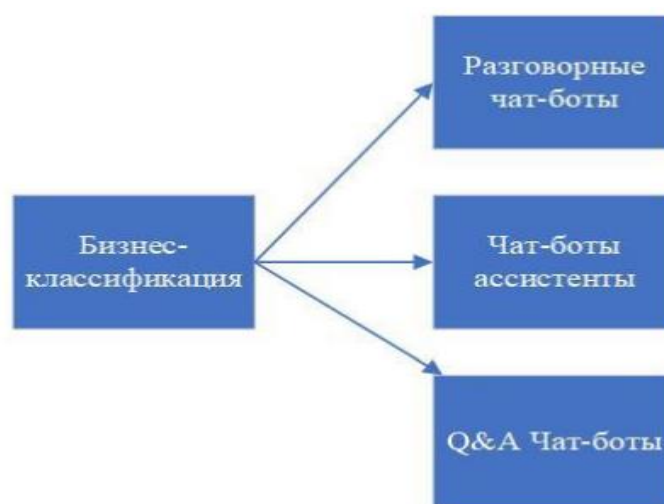 Разговорные
чат-боты
Бизнес-
классификация
Чат-боты
ассистенты
Q&A Чат-боты